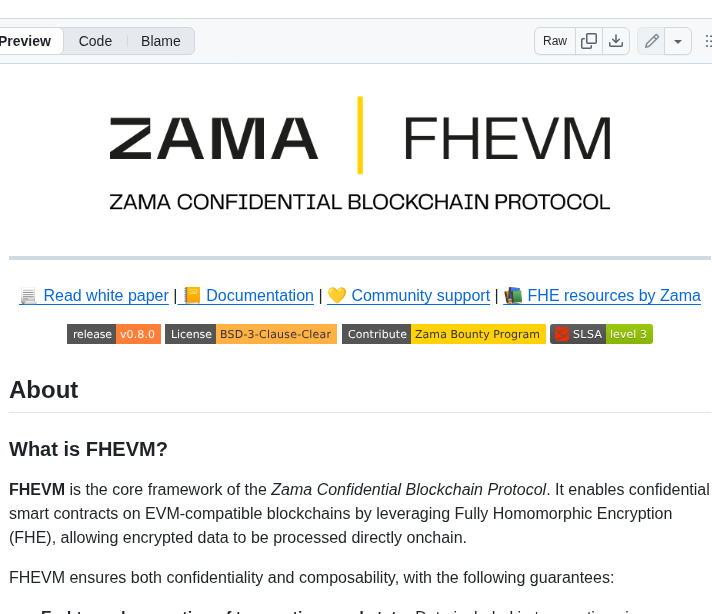 Preview Code Blame Raw
ZAMA FHEVM
ZAMA CONFIDENTIAL BLOCKCHAIN PROTOCOL
📃 Read white paper | 📒 Documentation | 💛 Community support | 📚 FHE resources by Zama
release v0.8.0 License BSD-3-Clause-Clear Contribute Zama Bounty Program SLSA level 3
About
What is FHEVM?
FHEVM is the core framework of the Zama Confidential Blockchain Protocol. It enables confidential
smart contracts on EVM-compatible blockchains by leveraging Fully Homomorphic Encryption
(FHE), allowing encrypted data to be processed directly onchain.
FHEVM ensures both confidentiality and composability, with the following guarantees: